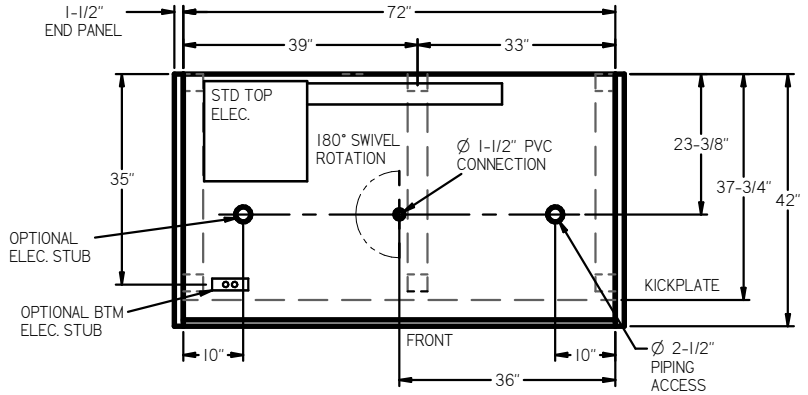 1-1/2"
END PANEL
72"
39"
33"
STD TOP
ELEC.
180° SWIVEL
ROTATION
Ø 1-1/2" PVC
CONNECTION
23-3/8"
35"
37-3/4"
42"
OPTIONAL
ELEC. STUB
OPTIONAL BTM
ELEC. STUB
KICKPLATE
FRONT
10"
10"
36"
Ø 2-1/2"
PIPING
ACCESS